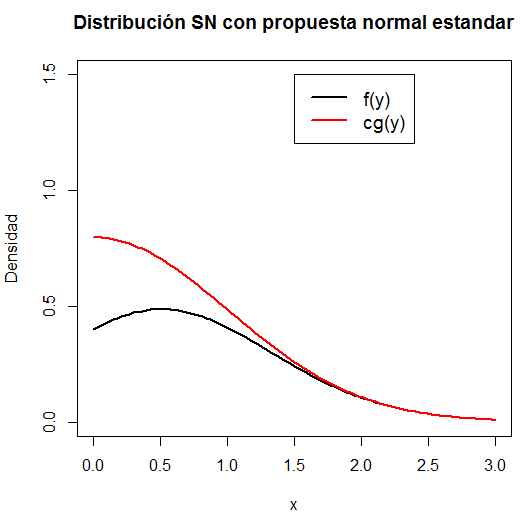 Distribución SN con propuesta normal estandar
f(y)
cg(y)
Densidad
1.5
1.0
0.5
0.0
0.0 0.5 1.0 1.5 2.0 2.5 3.0
x